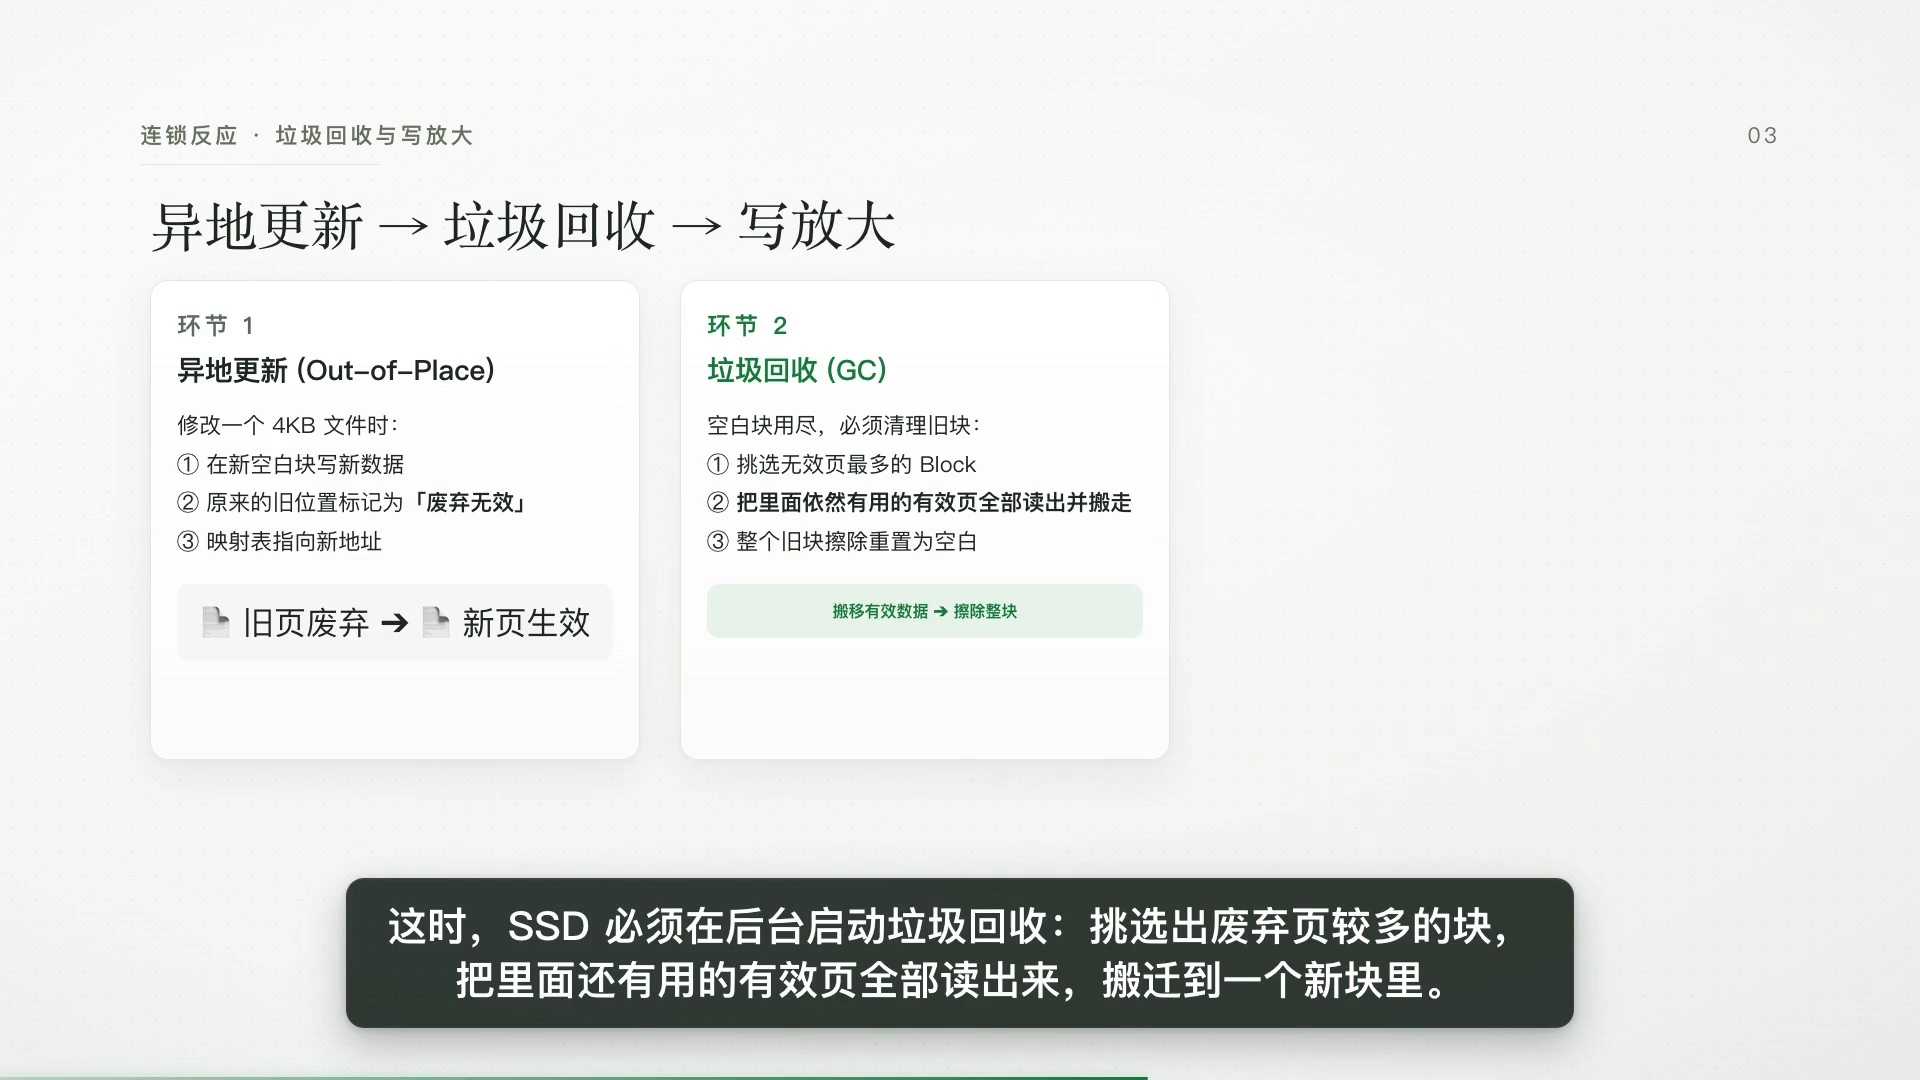 连锁反应 · 垃圾回收与写放大
03
异地更新 → 垃圾回收 → 写放大
环节 1
异地更新 (Out-of-Place)
修改一个 4KB 文件时：
① 在新空白块写新数据
② 原来的旧位置标记为「废弃无效」
③ 映射表指向新地址
旧页废弃 ➔ 新页生效
环节 2
垃圾回收 (GC)
空白块用尽，必须清理旧块：
① 挑选无效页最多的 Block
② 把里面依然有用的有效页全部读出并搬走
③ 整个旧块擦除重置为空白
搬移有效数据 ➔ 擦除整块
这时，SSD 必须在后台启动垃圾回收：挑选出废弃页较多的块，
把里面还有用的有效页全部读出来，搬迁到一个新块里。